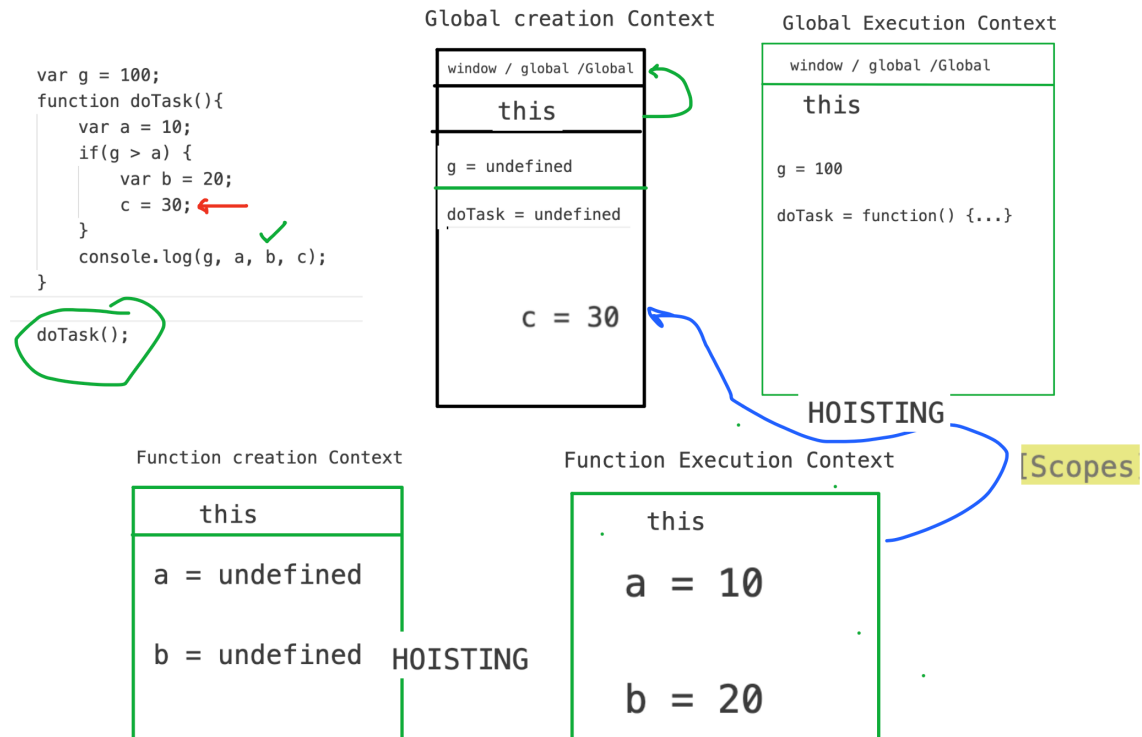 var g = 100;
function doTask(){
    var a = 10;
    if(g > a) {
        var b = 20;
        c = 30;
    }
    console.log(g, a, b, c);
}
doTask();
Global creation Context
window / global /Global
this
g = undefined
doTask = undefined
c = 30
Global Execution Context
window / global /Global
this
g = 100
doTask = function() {...}
HOISTING
[Scopes]
Function creation Context
this
a = undefined
b = undefined
HOISTING
Function Execution Context
this
a = 10
b = 20